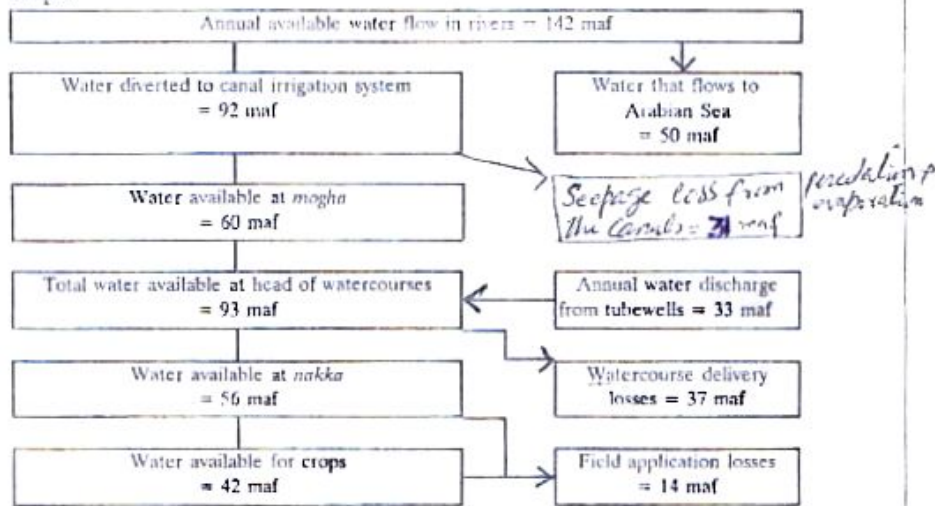 Annual available water flow in rivers = 142 maf
Water diverted to canal irrigation system
= 92 maf
Water that flows to
Arabian Sea
= 50 maf
Seepage loss from
the Canals = maf
evaporation
Water available at mogha
= 60 maf
Total water available at head of watercourses
= 93 maf
Annual water discharge
from tubewells = 33 maf
Water available at nakka
= 56 maf
Watercourse delivery
losses = 37 maf
Water available for crops
= 42 maf
Field application losses
= 14 maf